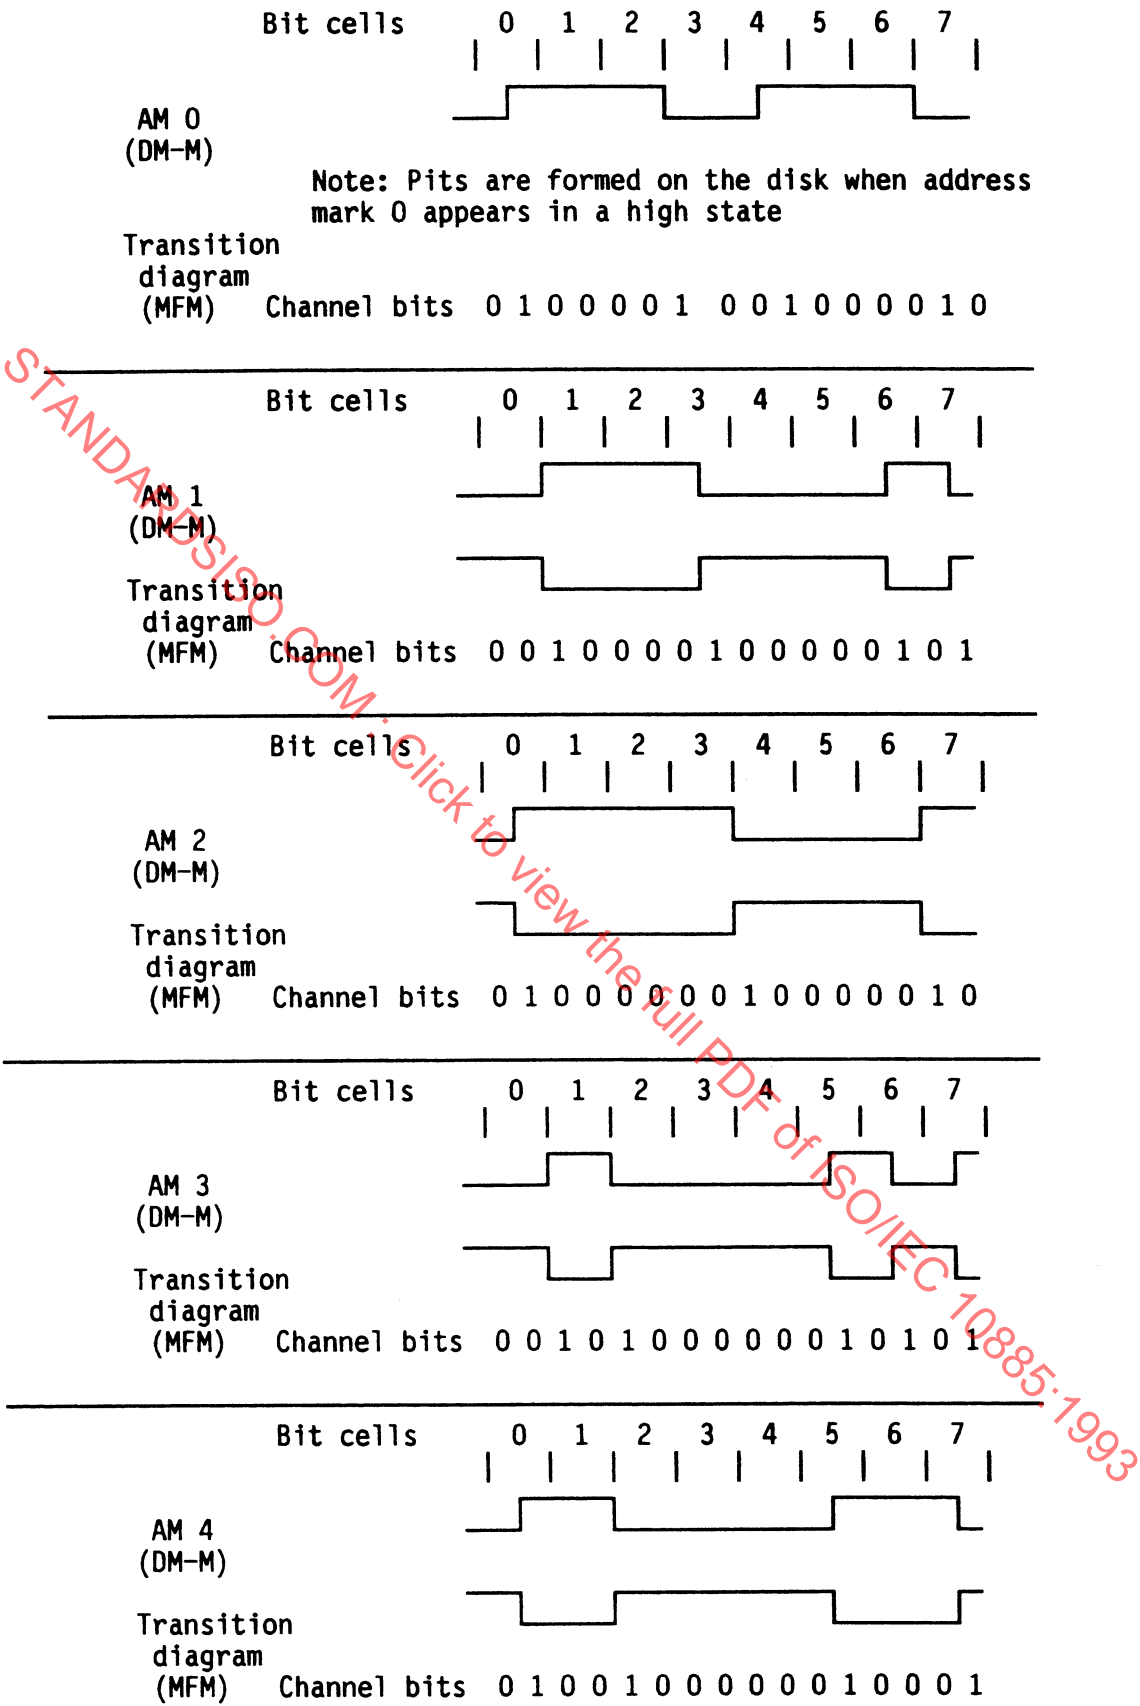 Bit cells 0 1 2 3 4 5 6 7
AM 0
(DM-M)
Note: Pits are formed on the disk when address
mark 0 appears in a high state
Transition
diagram
(MFM) Channel bits 0 1 0 0 0 0 1 0 0 1 0 0 0 0 1 0
Bit cells 0 1 2 3 4 5 6 7
AM 1
(DM-M)
Transition
diagram
(MFM) Channel bits 0 0 1 0 0 0 0 1 0 0 0 0 0 1 0 1
Bit cells 0 1 2 3 4 5 6 7
AM 2
(DM-M)
Transition
diagram
(MFM) Channel bits 0 1 0 0 0 0 0 0 1 0 0 0 0 0 1 0
Bit cells 0 1 2 3 4 5 6 7
AM 3
(DM-M)
Transition
diagram
(MFM) Channel bits 0 0 1 0 1 0 0 0 0 0 0 1 0 1 0 1
Bit cells 0 1 2 3 4 5 6 7
AM 4
(DM-M)
Transition
diagram
(MFM) Channel bits 0 1 0 0 1 0 0 0 0 0 0 1 0 0 0 1
STANDARDSISO.COM : Click to view the full PDF of ISO/IEC 10885:1993